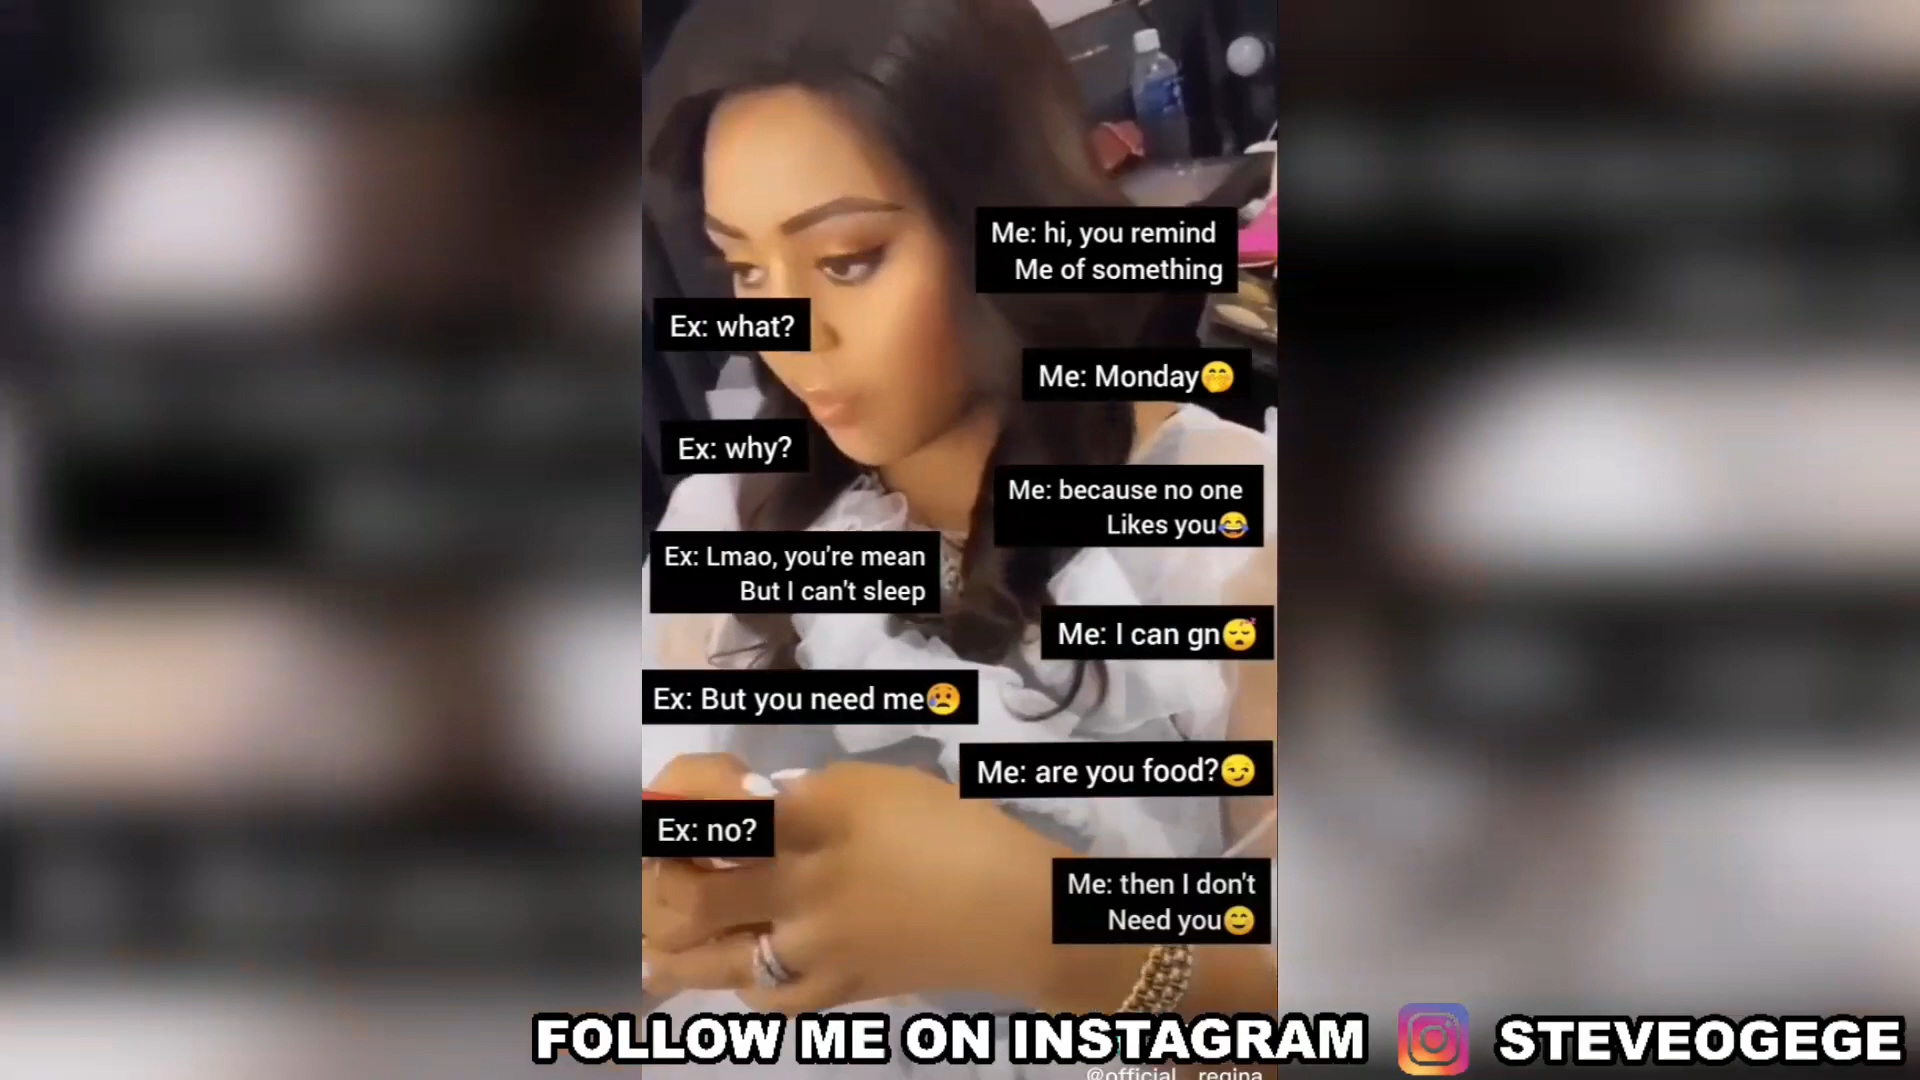 Me: hi, you remind
Me of something
Ex: what?
Me: Monday🤭
Ex: why?
Me: because no one
Likes you😂
Ex: Lmao, you're mean
But I can't sleep
Me: I can gn😴
Ex: But you need me😥
Me: are you food?😏
Ex: no?
Me: then I don't
Need you☺️
FOLLOW ME ON INSTAGRAM STEVEOGEGE
@official__regina